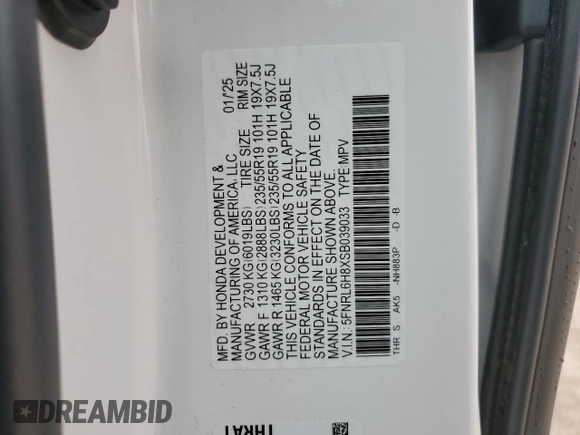 MFD. BY HONDA DEVELOPMENT &
MANUFACTURING OF AMERICA, LLC 01/'25
GVWR 2730 KG(6019LBS) TIRE SIZE RIM SIZE
GAWR F 1310 KG(2888LBS) 235/55R19 101H 19X7.5J
GAWR R 1465 KG(3230LBS) 235/55R19 101H 19X7.5J
THIS VEHICLE CONFORMS TO ALL APPLICABLE
FEDERAL MOTOR VEHICLE SAFETY
STANDARDS IN EFFECT ON THE DATE OF
MANUFACTURE SHOWN ABOVE.
V.I.N.: 5FNRL6H8XSB039033 TYPE:MPV
THR S AK5 -NH883P -D -B
THRA1
DREAMBID